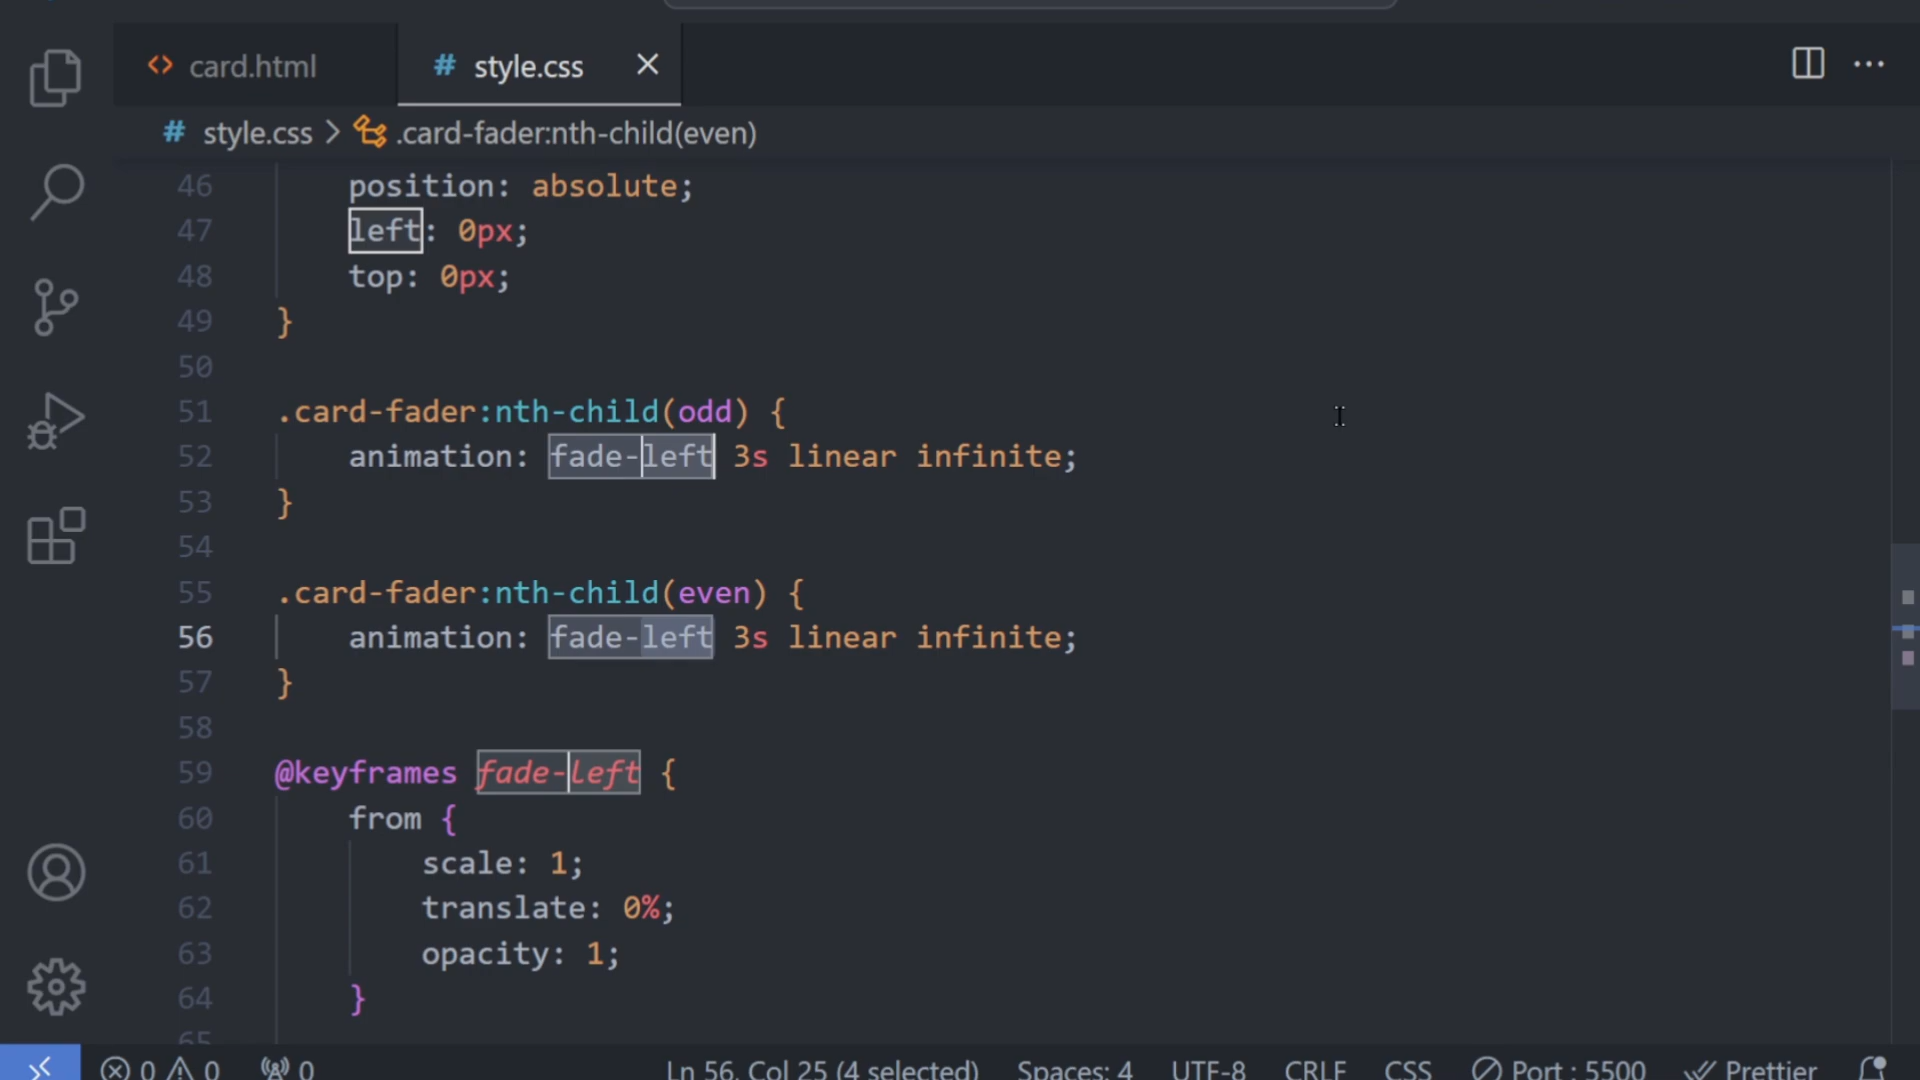 card.html
style.css
style.css > .card-fader:nth-child(even)
46 position: absolute;
47 left: 0px;
48 top: 0px;
49 }
50
51 .card-fader:nth-child(odd) {
52 animation: fade-left 3s linear infinite;
53 }
54
55 .card-fader:nth-child(even) {
56 animation: fade-left 3s linear infinite;
57 }
58
59 @keyframes fade-left {
60 from {
61 scale: 1;
62 translate: 0%;
63 opacity: 1;
64 }
65
0 0 0 Ln 56, Col 25 (4 selected) Spaces: 4 UTF-8 CRLF CSS Port : 5500 Prettier